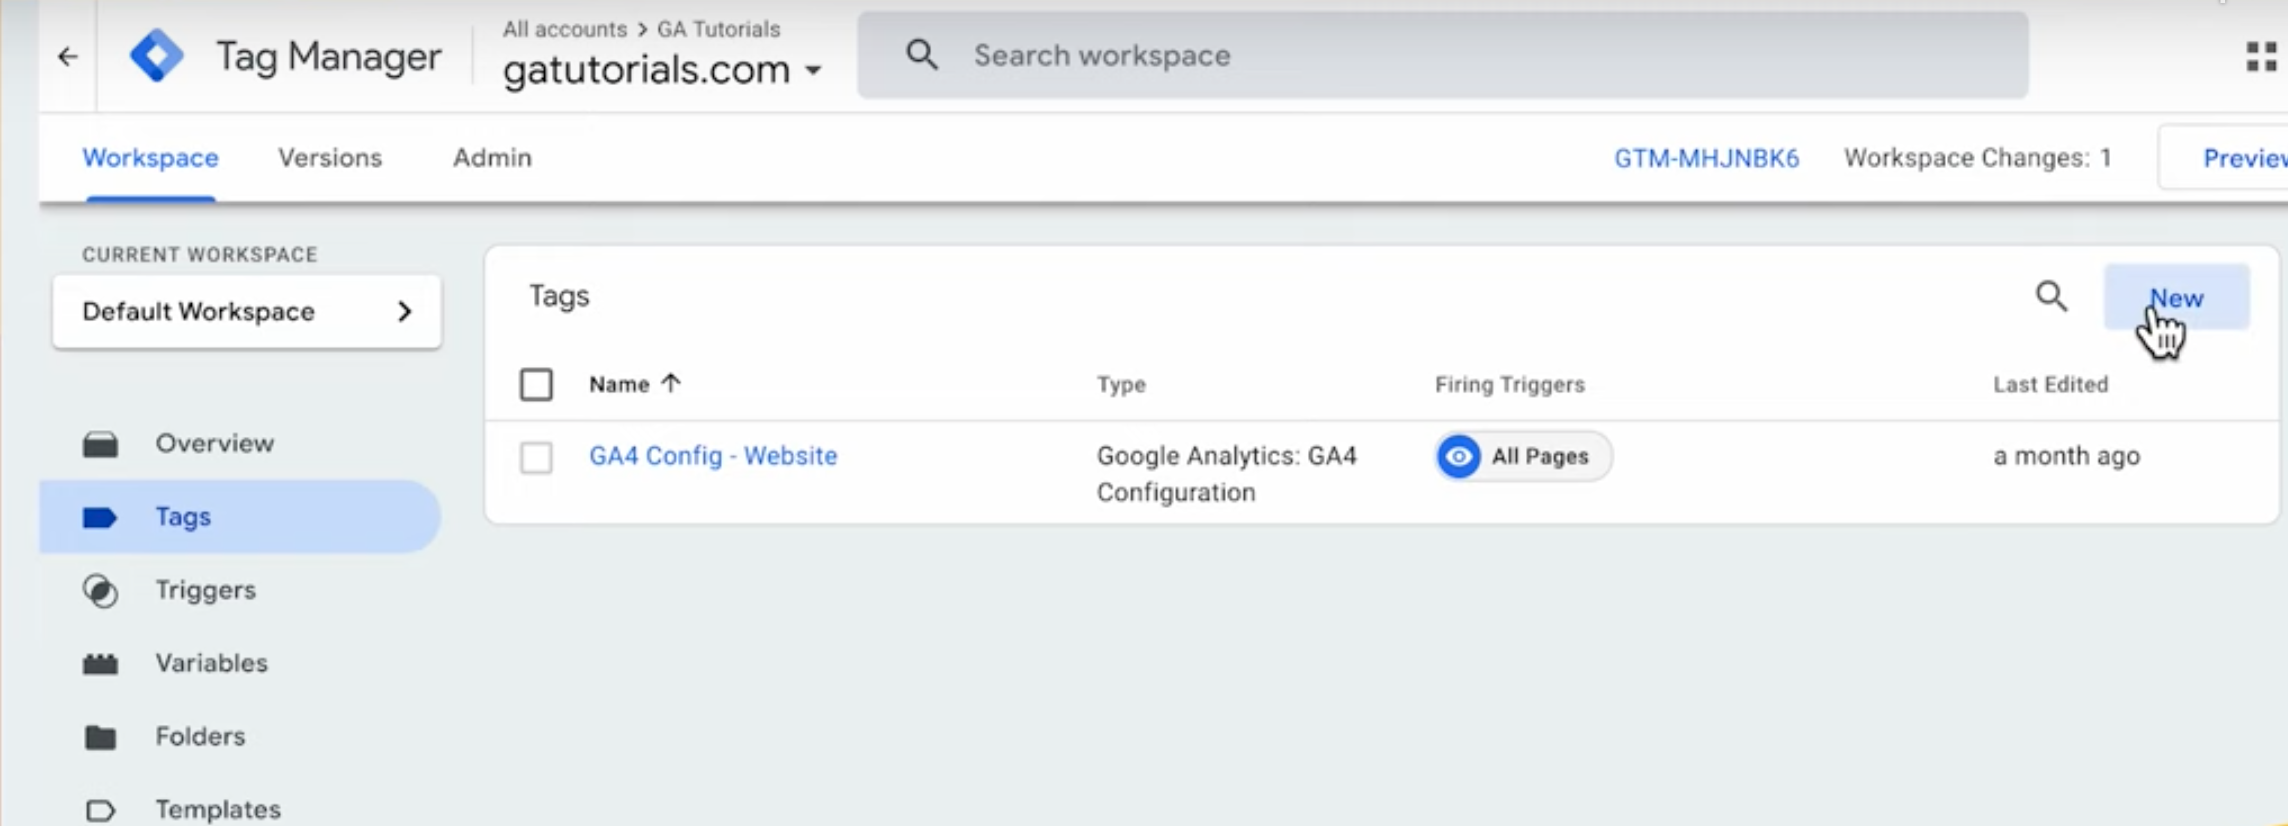 All accounts > GA Tutorials
Tag Manager
gatutorials.com
Search workspace
Workspace
Versions
Admin
GTM-MHJNBK6
Workspace Changes: 1
Preview
CURRENT WORKSPACE
Default Workspace
Tags
New
Name
Type
Firing Triggers
Last Edited
GA4 Config - Website
Google Analytics: GA4
Configuration
All Pages
a month ago
Overview
Tags
Triggers
Variables
Folders
Templates